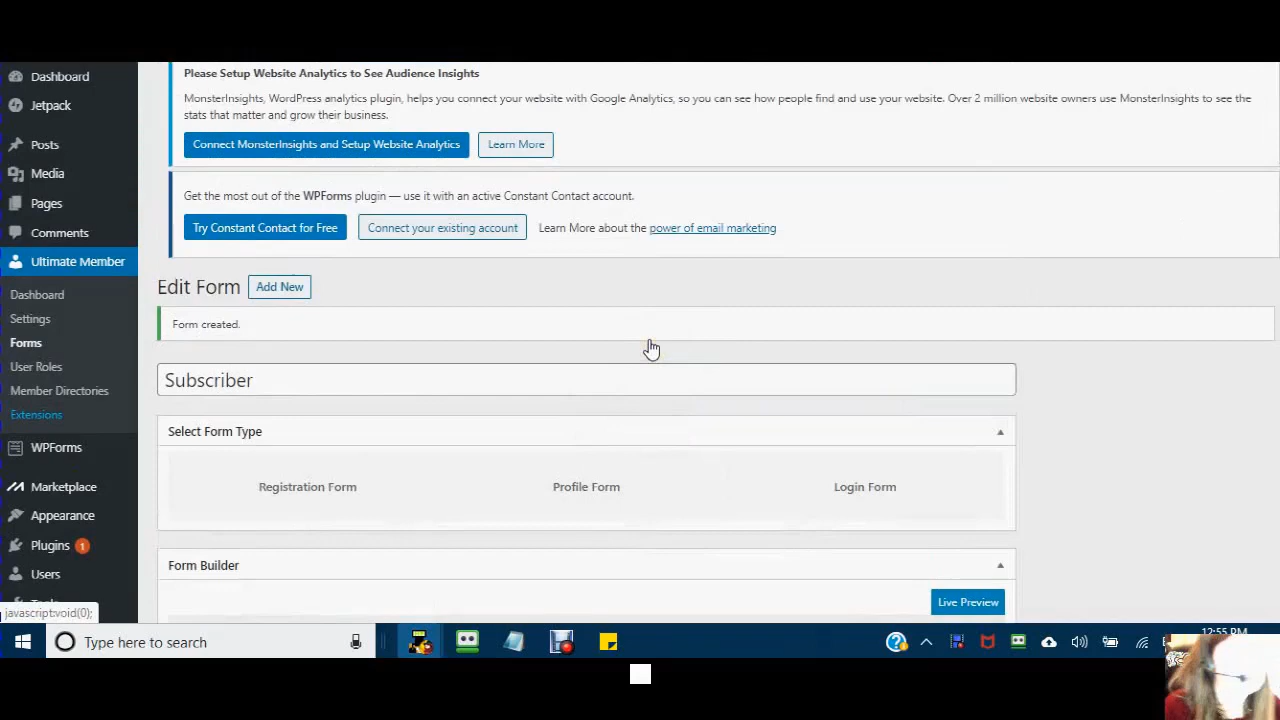 Dashboard
Jetpack
Posts
Media
Pages
Comments
Ultimate Member
Dashboard
Settings
Forms
User Roles
Member Directories
Extensions
WPForms
Marketplace
Appearance
Plugins 1
Users
javascript:void(0);
Please Setup Website Analytics to See Audience Insights
MonsterInsights, WordPress analytics plugin, helps you connect your website with Google Analytics, so you can see how people find and use your website. Over 2 million website owners use MonsterInsights to see the
stats that matter and grow their business.
Connect MonsterInsights and Setup Website Analytics Learn More
Get the most out of the WPForms plugin — use it with an active Constant Contact account.
Try Constant Contact for Free Connect your existing account Learn More about the power of email marketing
Edit Form Add New
Form created.
Subscriber
Select Form Type
Registration Form Profile Form Login Form
Form Builder
Live Preview
Type here to search
12:55 PM